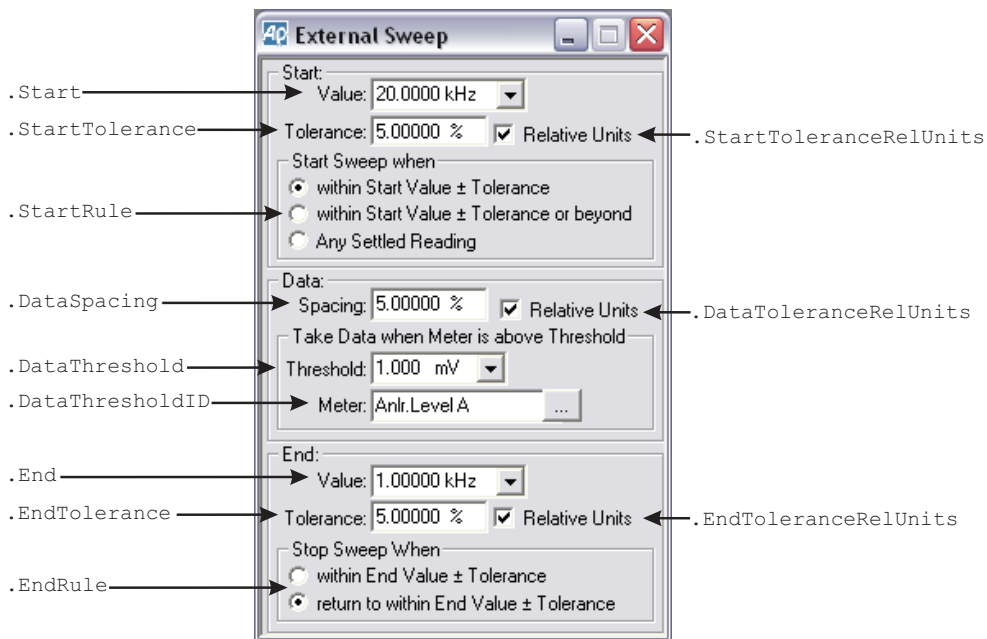 Ap External Sweep
Start:
.Start Value: 20.0000 kHz
.StartTolerance Tolerance: 5.00000 % Relative Units .StartToleranceRelUnits
Start Sweep when
within Start Value ± Tolerance
.StartRule within Start Value ± Tolerance or beyond
Any Settled Reading
Data:
.DataSpacing Spacing: 5.00000 % Relative Units .DataToleranceRelUnits
Take Data when Meter is above Threshold
.DataThreshold Threshold: 1.000 mV
.DataThresholdID Meter: Anlr.Level A ...
End:
.End Value: 1.00000 kHz
.EndTolerance Tolerance: 5.00000 % Relative Units .EndToleranceRelUnits
Stop Sweep When
within End Value ± Tolerance
.EndRule return to within End Value ± Tolerance